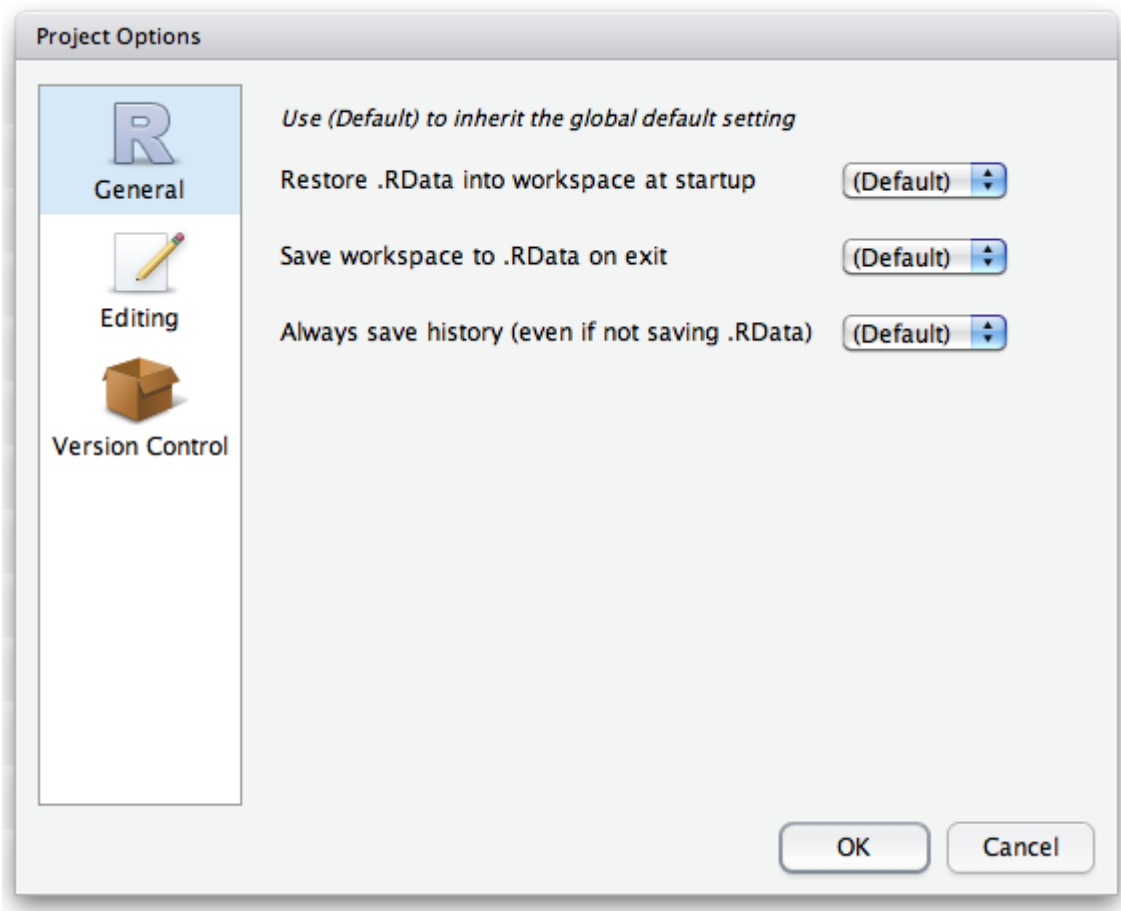 Project Options
R
General
Editing
Version Control
Use (Default) to inherit the global default setting
Restore .RData into workspace at startup (Default)
Save workspace to .RData on exit (Default)
Always save history (even if not saving .RData) (Default)
OK Cancel